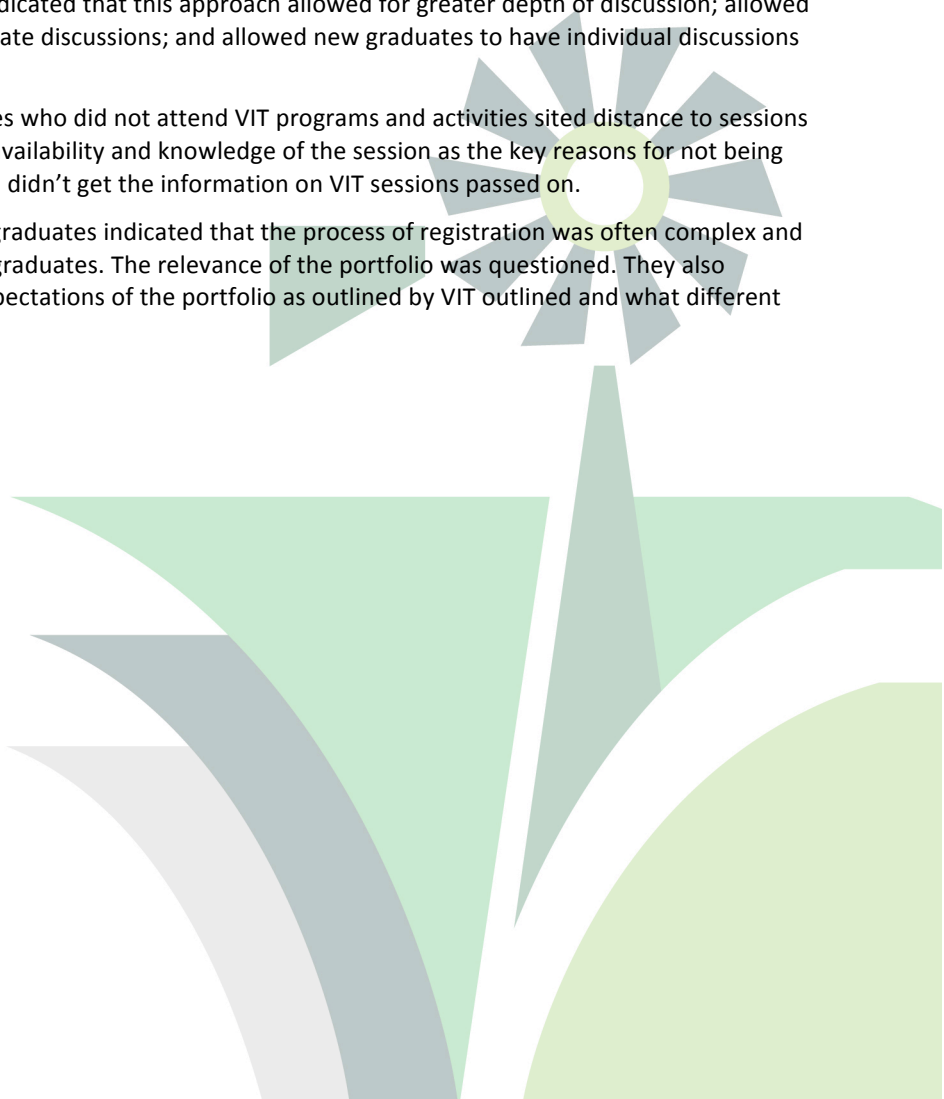 dicated that this approach allowed for greater depth of discussion; allowed
ate discussions; and allowed new graduates to have individual discussions
es who did not attend VIT programs and activities sited distance to sessions
vailability and knowledge of the session as the key reasons for not being
didn't get the information on VIT sessions passed on.
graduates indicated that the process of registration was often complex and
graduates. The relevance of the portfolio was questioned. They also
pectations of the portfolio as outlined by VIT outlined and what different